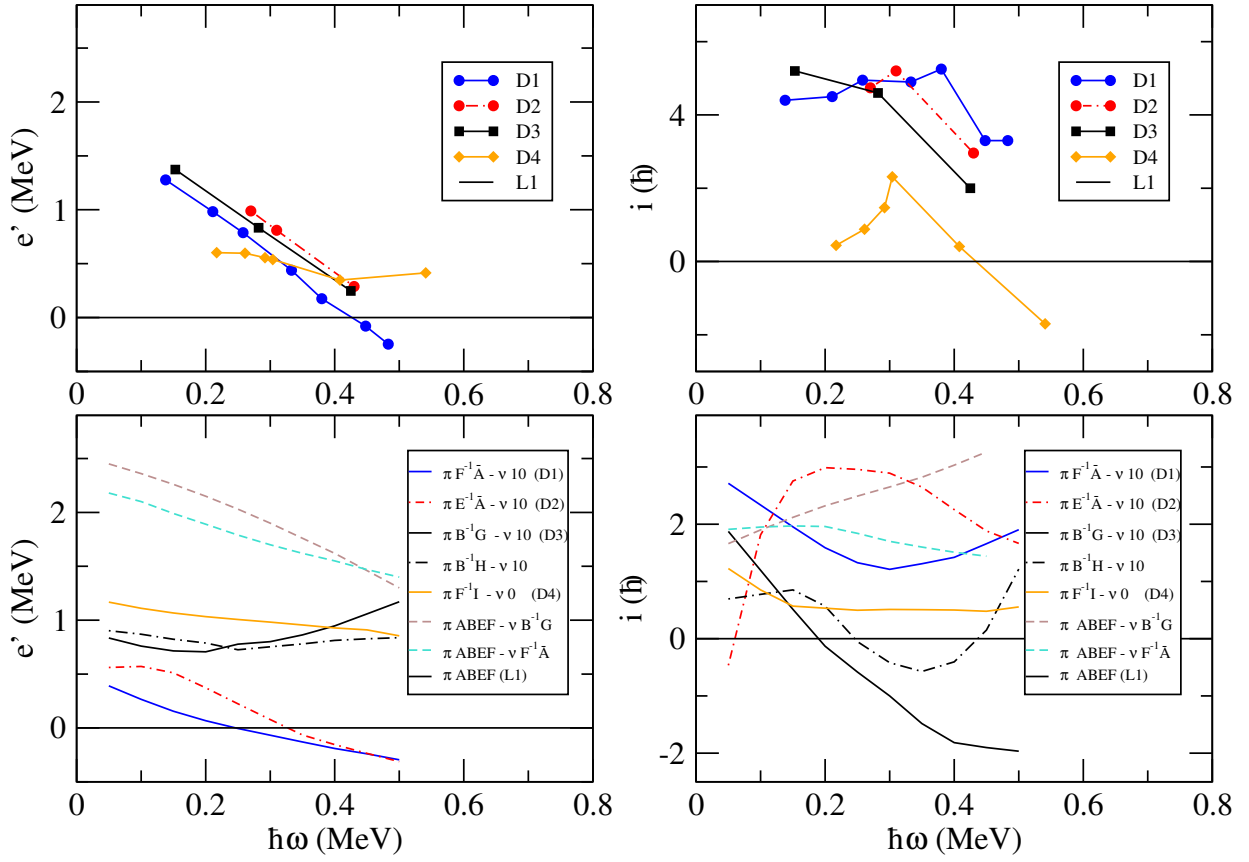 2
1
0
e' (MeV)
D1
D2
D3
D4
L1
0 0.2 0.4 0.6 0.8
4
0
i (ħ)
D1
D2
D3
D4
L1
0 0.2 0.4 0.6 0.8
2
1
0
e' (MeV)
π F⁻¹Ā - ν 10 (D1)
π E⁻¹Ā - ν 10 (D2)
π B⁻¹G - ν 10 (D3)
π B⁻¹H - ν 10
π F⁻¹I - ν 0 (D4)
π ABEF - ν B⁻¹G
π ABEF - ν F⁻¹Ā
π ABEF (L1)
0 0.2 0.4 0.6 0.8
ħω (MeV)
2
0
-2
i (ħ)
π F⁻¹Ā - ν 10 (D1)
π E⁻¹Ā - ν 10 (D2)
π B⁻¹G - ν 10 (D3)
π B⁻¹H - ν 10
π F⁻¹I - ν 0 (D4)
π ABEF - ν B⁻¹G
π ABEF - ν F⁻¹Ā
π ABEF (L1)
0 0.2 0.4 0.6 0.8
ħω (MeV)